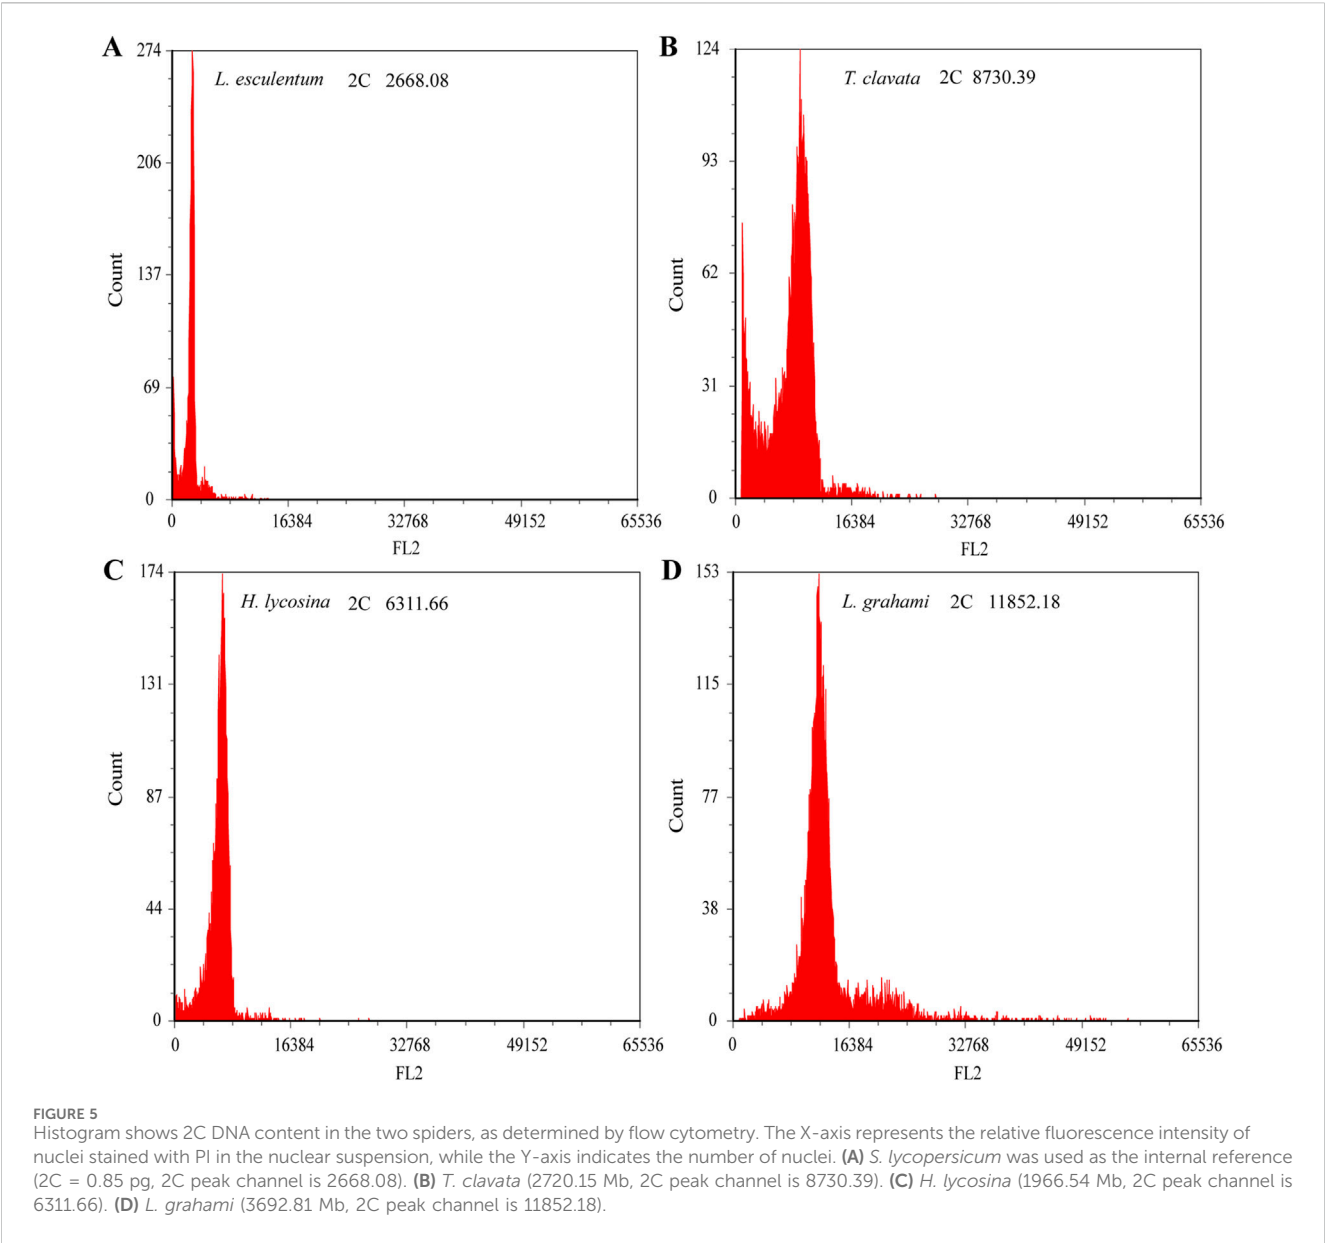 A
274
206
137
69
0
Count
L. esculentum 2C 2668.08
0 16384 32768 49152 65536
FL2
B
124
93
62
31
0
Count
T. clavata 2C 8730.39
0 16384 32768 49152 65536
FL2
C
174
131
87
44
0
Count
H. lycosina 2C 6311.66
0 16384 32768 49152 65536
FL2
D
153
115
77
38
0
Count
L. grahami 2C 11852.18
0 16384 32768 49152 65536
FL2
FIGURE 5
Histogram shows 2C DNA content in the two spiders, as determined by flow cytometry. The X-axis represents the relative fluorescence intensity of
nuclei stained with PI in the nuclear suspension, while the Y-axis indicates the number of nuclei. (A) S. lycopersicum was used as the internal reference
(2C = 0.85 pg, 2C peak channel is 2668.08). (B) T. clavata (2720.15 Mb, 2C peak channel is 8730.39). (C) H. lycosina (1966.54 Mb, 2C peak channel is
6311.66). (D) L. grahami (3692.81 Mb, 2C peak channel is 11852.18).